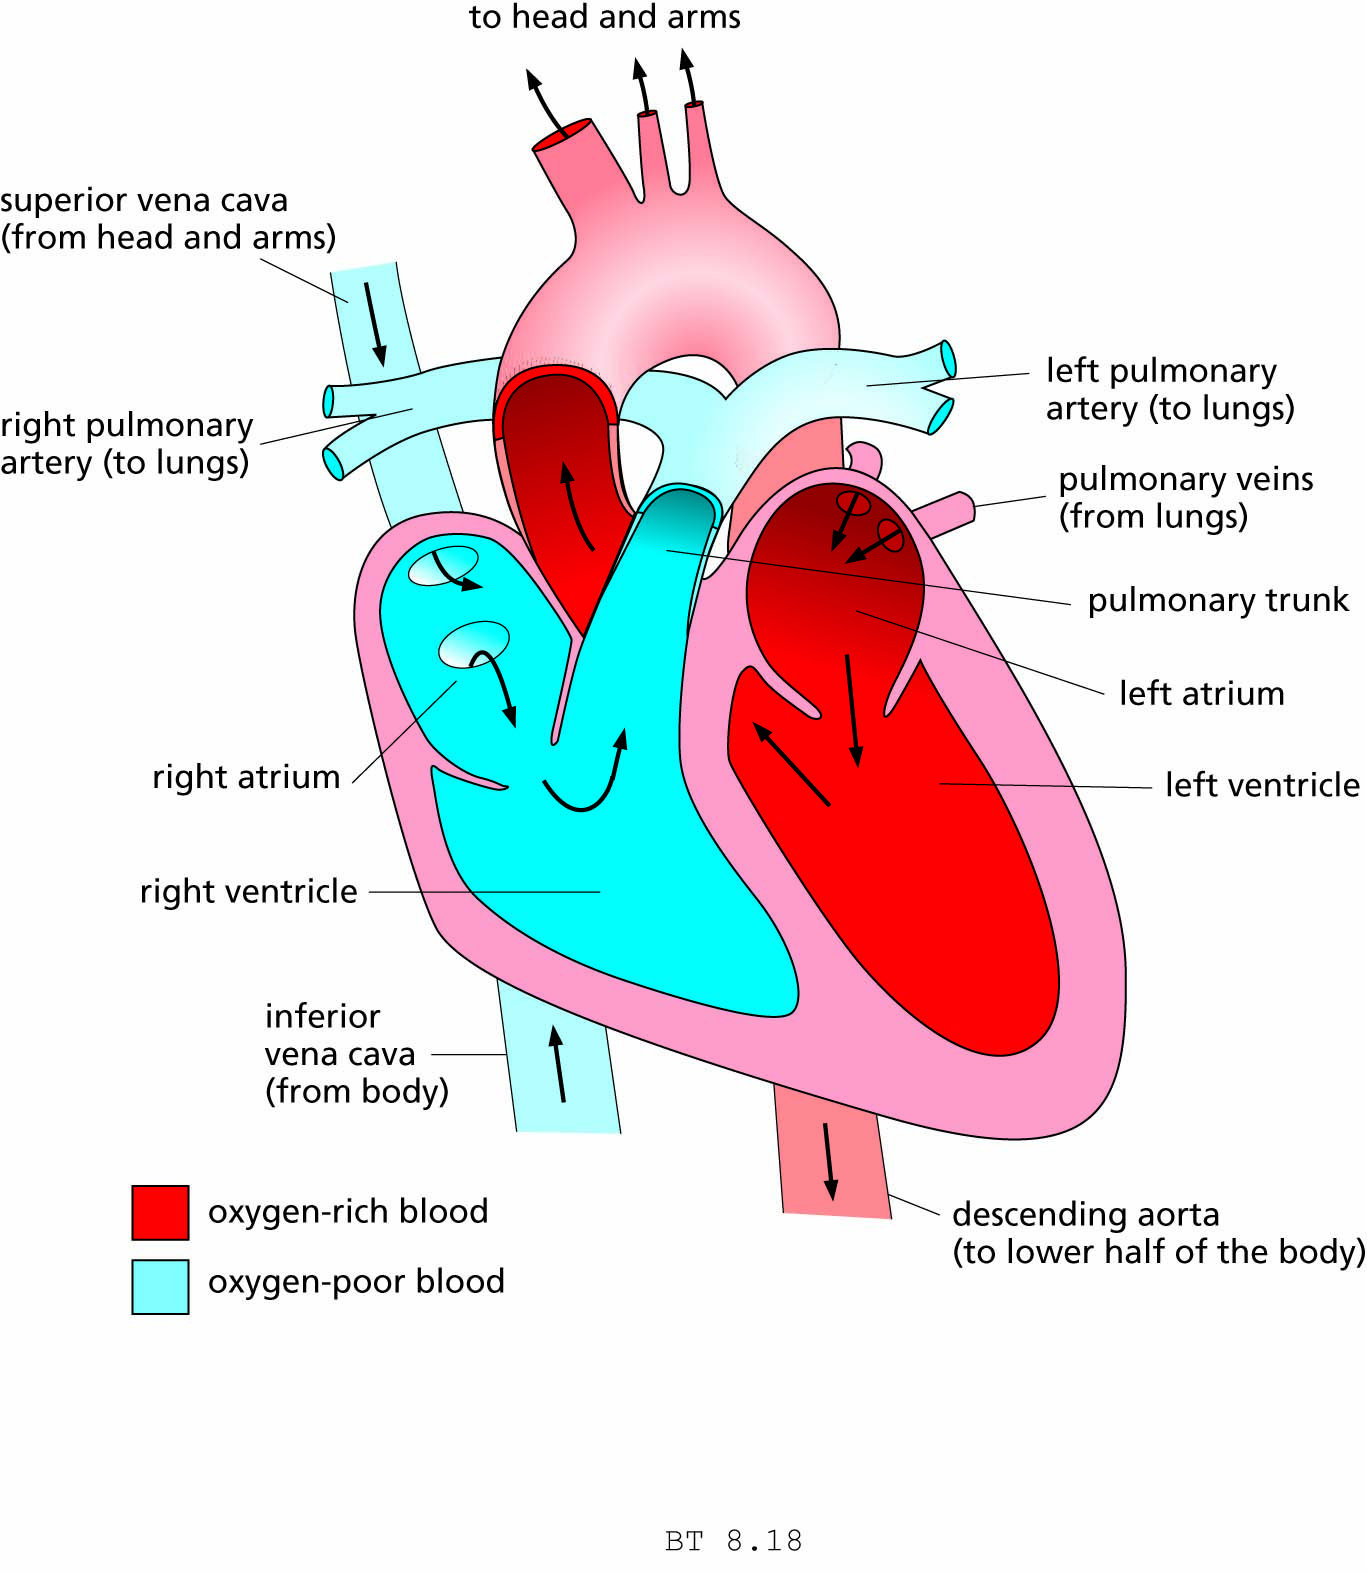 to head and arms
superior vena cava
(from head and arms)
left pulmonary
artery (to lungs)
right pulmonary
artery (to lungs)
pulmonary veins
(from lungs)
pulmonary trunk
left atrium
right atrium
left ventricle
right ventricle
inferior
vena cava
(from body)
oxygen-rich blood
descending aorta
(to lower half of the body)
oxygen-poor blood
BT 8.18